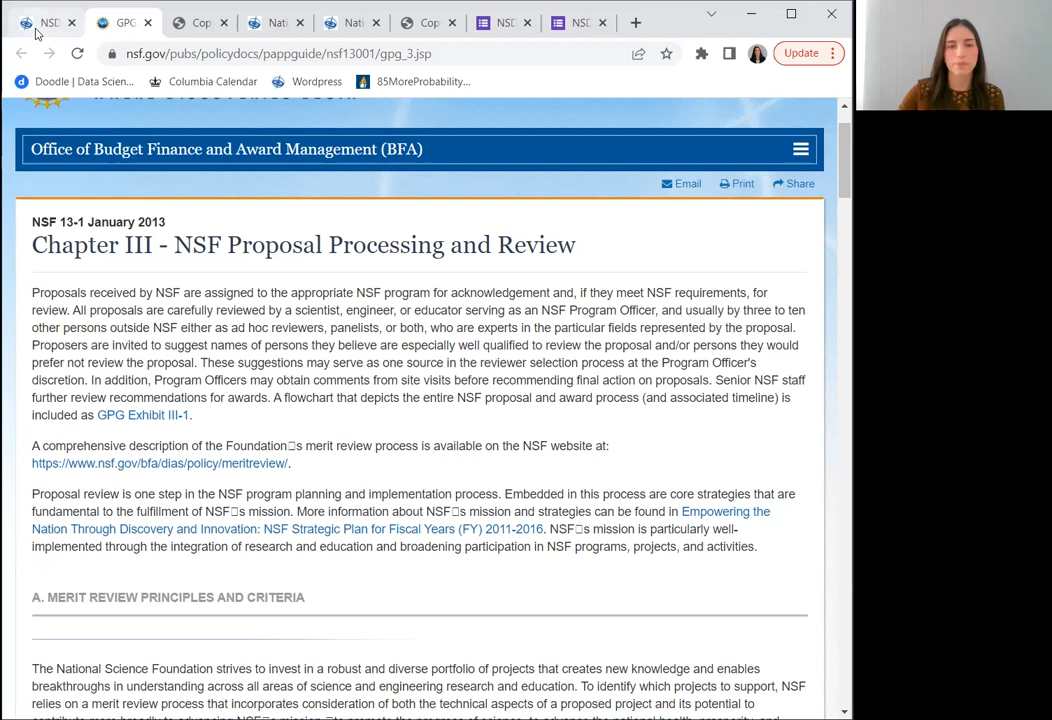 NSD
GPG
Cop
Nati
Nati
Cop
NSD
NSD
nsf.gov/pubs/policydocs/pappguide/nsf13001/gpg_3.jsp
Update
Doodle | Data Scien...
Columbia Calendar
Wordpress
85MoreProbability...
Office of Budget Finance and Award Management (BFA)
Email
Print
Share
NSF 13-1 January 2013
Chapter III - NSF Proposal Processing and Review
Proposals received by NSF are assigned to the appropriate NSF program for acknowledgement and, if they meet NSF requirements, for
review. All proposals are carefully reviewed by a scientist, engineer, or educator serving as an NSF Program Officer, and usually by three to ten
other persons outside NSF either as ad hoc reviewers, panelists, or both, who are experts in the particular fields represented by the proposal.
Proposers are invited to suggest names of persons they believe are especially well qualified to review the proposal and/or persons they would
prefer not review the proposal. These suggestions may serve as one source in the reviewer selection process at the Program Officer's
discretion. In addition, Program Officers may obtain comments from site visits before recommending final action on proposals. Senior NSF staff
further review recommendations for awards. A flowchart that depicts the entire NSF proposal and award process (and associated timeline) is
included as GPG Exhibit III-1.
A comprehensive description of the Foundation□s merit review process is available on the NSF website at:
https://www.nsf.gov/bfa/dias/policy/meritreview/.
Proposal review is one step in the NSF program planning and implementation process. Embedded in this process are core strategies that are
fundamental to the fulfillment of NSF□s mission. More information about NSF□s mission and strategies can be found in Empowering the
Nation Through Discovery and Innovation: NSF Strategic Plan for Fiscal Years (FY) 2011-2016. NSF□s mission is particularly well-
implemented through the integration of research and education and broadening participation in NSF programs, projects, and activities.
A. MERIT REVIEW PRINCIPLES AND CRITERIA
The National Science Foundation strives to invest in a robust and diverse portfolio of projects that creates new knowledge and enables
breakthroughs in understanding across all areas of science and engineering research and education. To identify which projects to support, NSF
relies on a merit review process that incorporates consideration of both the technical aspects of a proposed project and its potential to